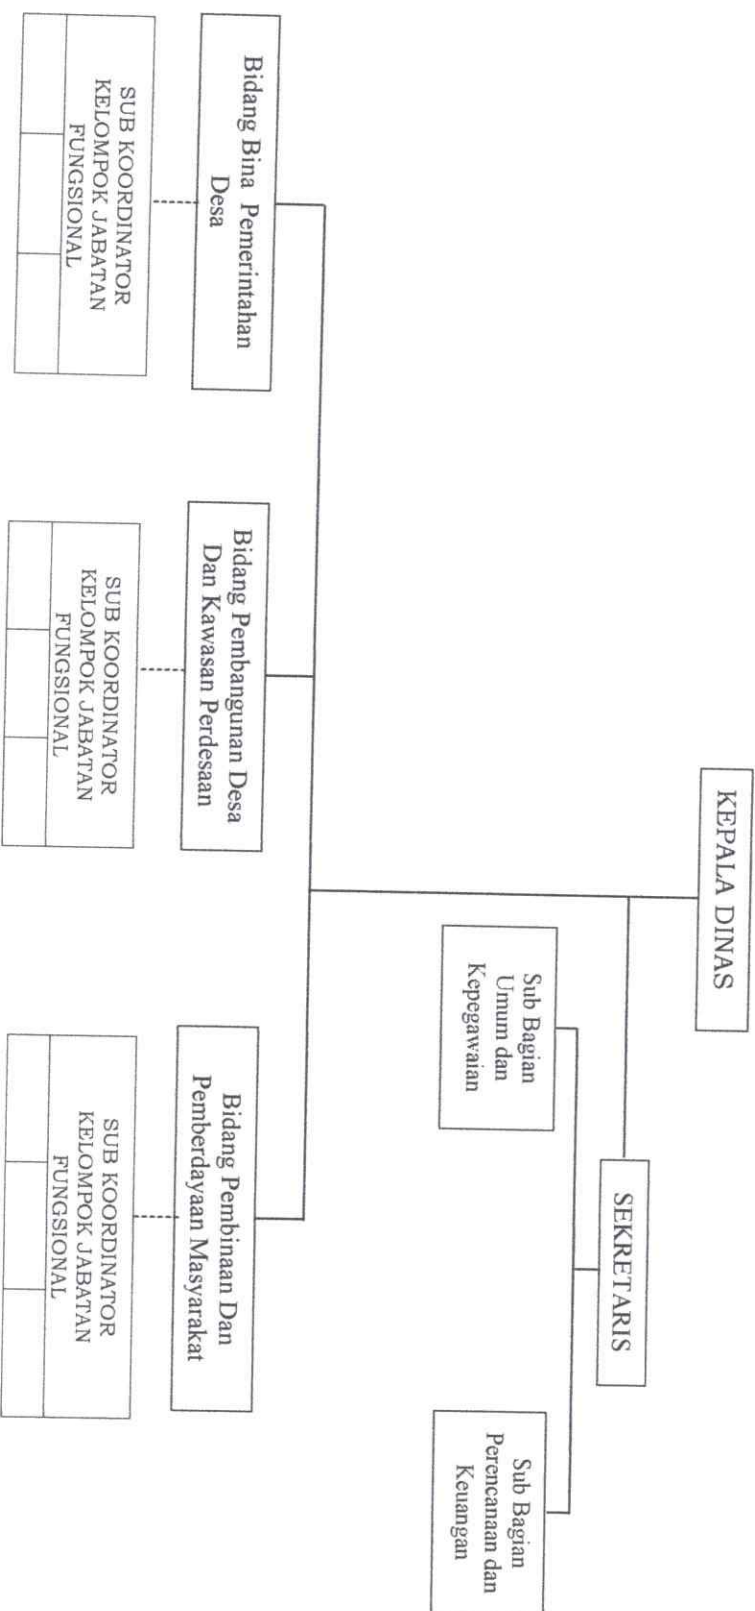 KEPALA DINAS
SEKRETARIS
Sub Bagian
Umum dan
Kepegawaian
Sub Bagian
Perencanaan dan
Keuangan
Bidang Bina Pemerintahan
Desa
Bidang Pembangunan Desa
Dan Kawasan Perdesaan
Bidang Pembinaan Dan
Pemberdayaan Masyarakat
SUB KOORDINATOR
KELOMPOK JABATAN
FUNGSIONAL
SUB KOORDINATOR
KELOMPOK JABATAN
FUNGSIONAL
SUB KOORDINATOR
KELOMPOK JABATAN
FUNGSIONAL